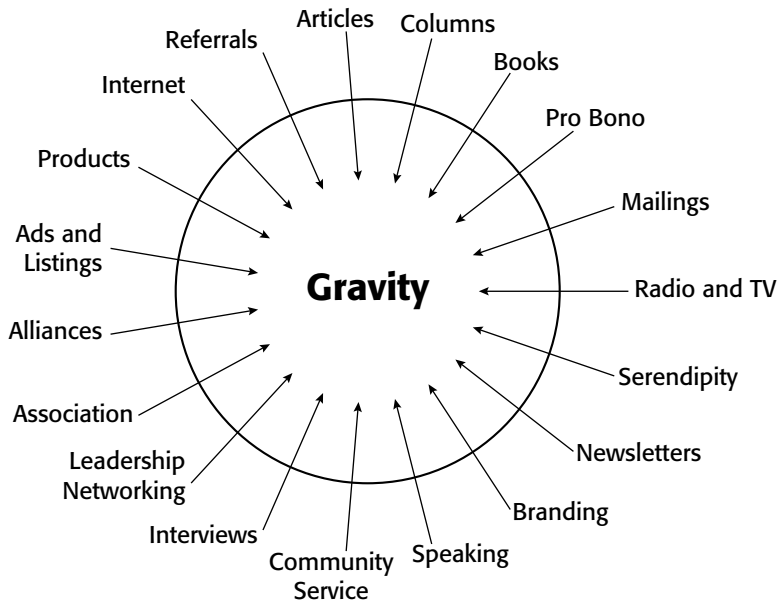 Articles
Columns
Books
Pro Bono
Mailings
Radio and TV
Serendipity
Newsletters
Branding
Speaking
Community
Service
Interviews
Leadership
Networking
Association
Alliances
Ads and
Listings
Products
Internet
Referrals
Gravity